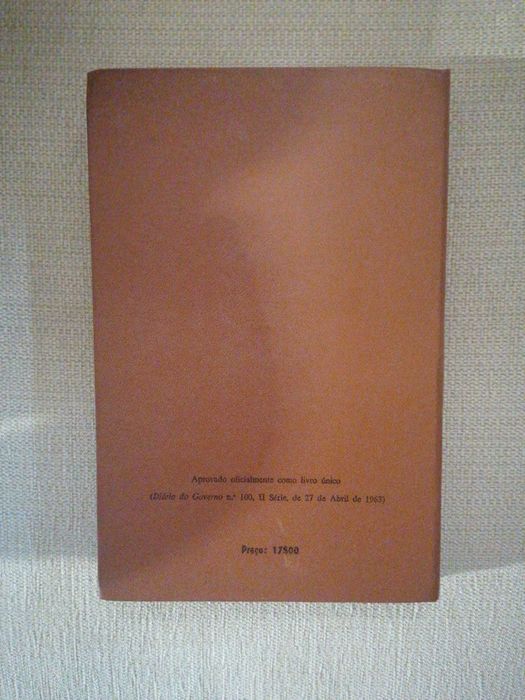 Aprovado oficialmente como livro único
(Diário do Governo n.º 100, II Série, de 27 de Abril de 1963)
Preço: 17$00